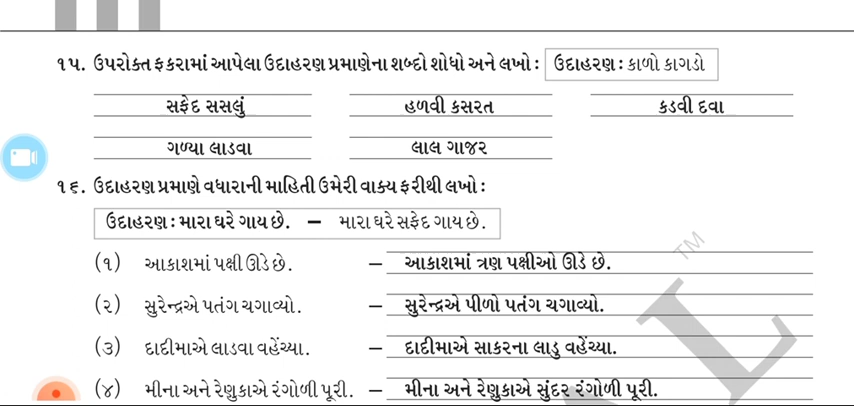 ૧૫. ઉપરોક્ત ફકરામાં આપેલા ઉદાહરણ પ્રમાણેના શબ્દો શોધો અને લખો : ઉદાહરણ : કાળો કાગડો
સફેદ સસલું હળવી કસરત કડવી દવા
ગળ્યા લાડવા લાલ ગાજર
૧૬. ઉદાહરણ પ્રમાણે વધારાની માહિતી ઉમેરી વાક્ય ફરીથી લખો :
ઉદાહરણ : મારા ઘરે ગાય છે. – મારા ઘરે સફેદ ગાય છે.
(૧) આકાશમાં પક્ષી ઊડે છે. – આકાશમાં ત્રણ પક્ષીઓ ઊડે છે.
(૨) સુરેન્દ્રએ પતંગ ચગાવ્યો. – સુરેન્દ્રએ પીળો પતંગ ચગાવ્યો.
(૩) દાદીમાએ લાડવા વહેંચ્યા. – દાદીમાએ સાકરના લાડુ વહેંચ્યા.
(૪) મીના અને રેણુકાએ રંગોળી પૂરી. – મીના અને રેણુકાએ સુંદર રંગોળી પૂરી.
TM